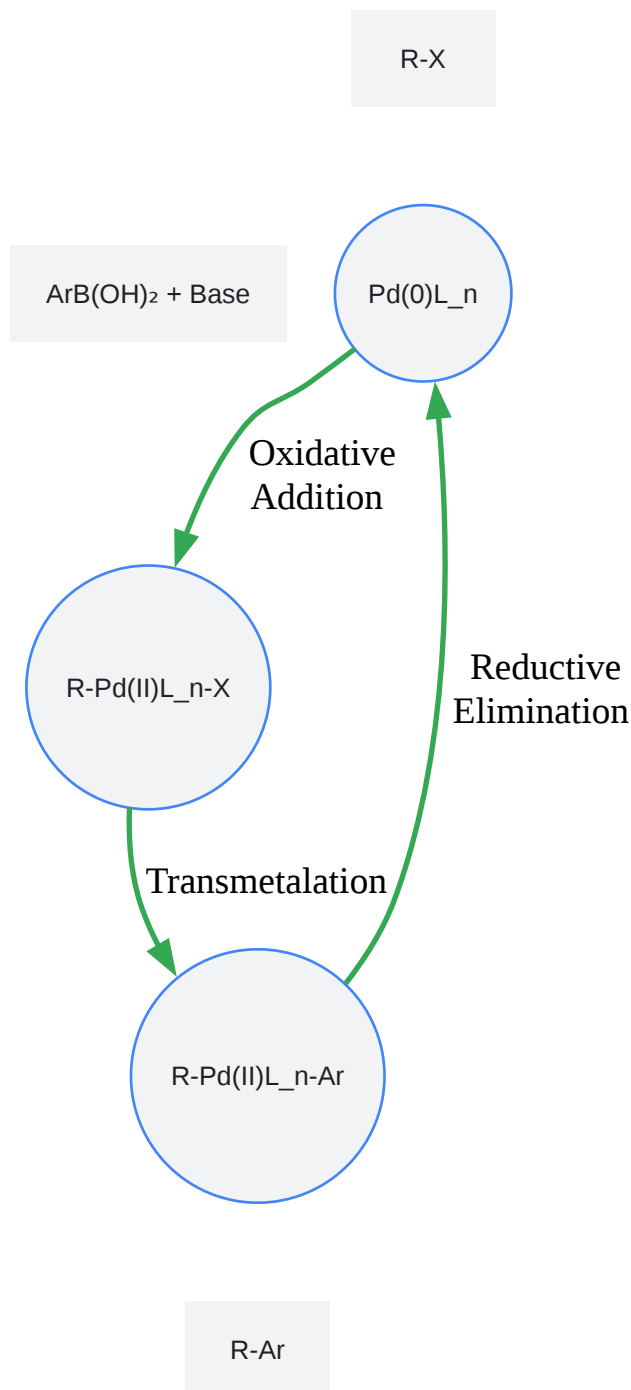 R-X
ArB(OH)₂ + Base
Pd(0)L_n
Oxidative
Addition
R-Pd(II)L_n-X
Reductive
Elimination
Transmetalation
R-Pd(II)L_n-Ar
R-Ar